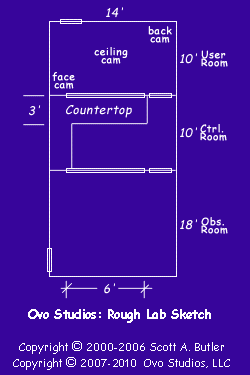 14'
back
cam
ceiling
cam
10' User
Room
face
cam
3'
Countertop
10' Ctrl.
Room
18' Obs.
Room
6'
Ovo Studios: Rough Lab Sketch
Copyright © 2000-2006 Scott A. Butler
Copyright © 2007-2010 Ovo Studios, LLC